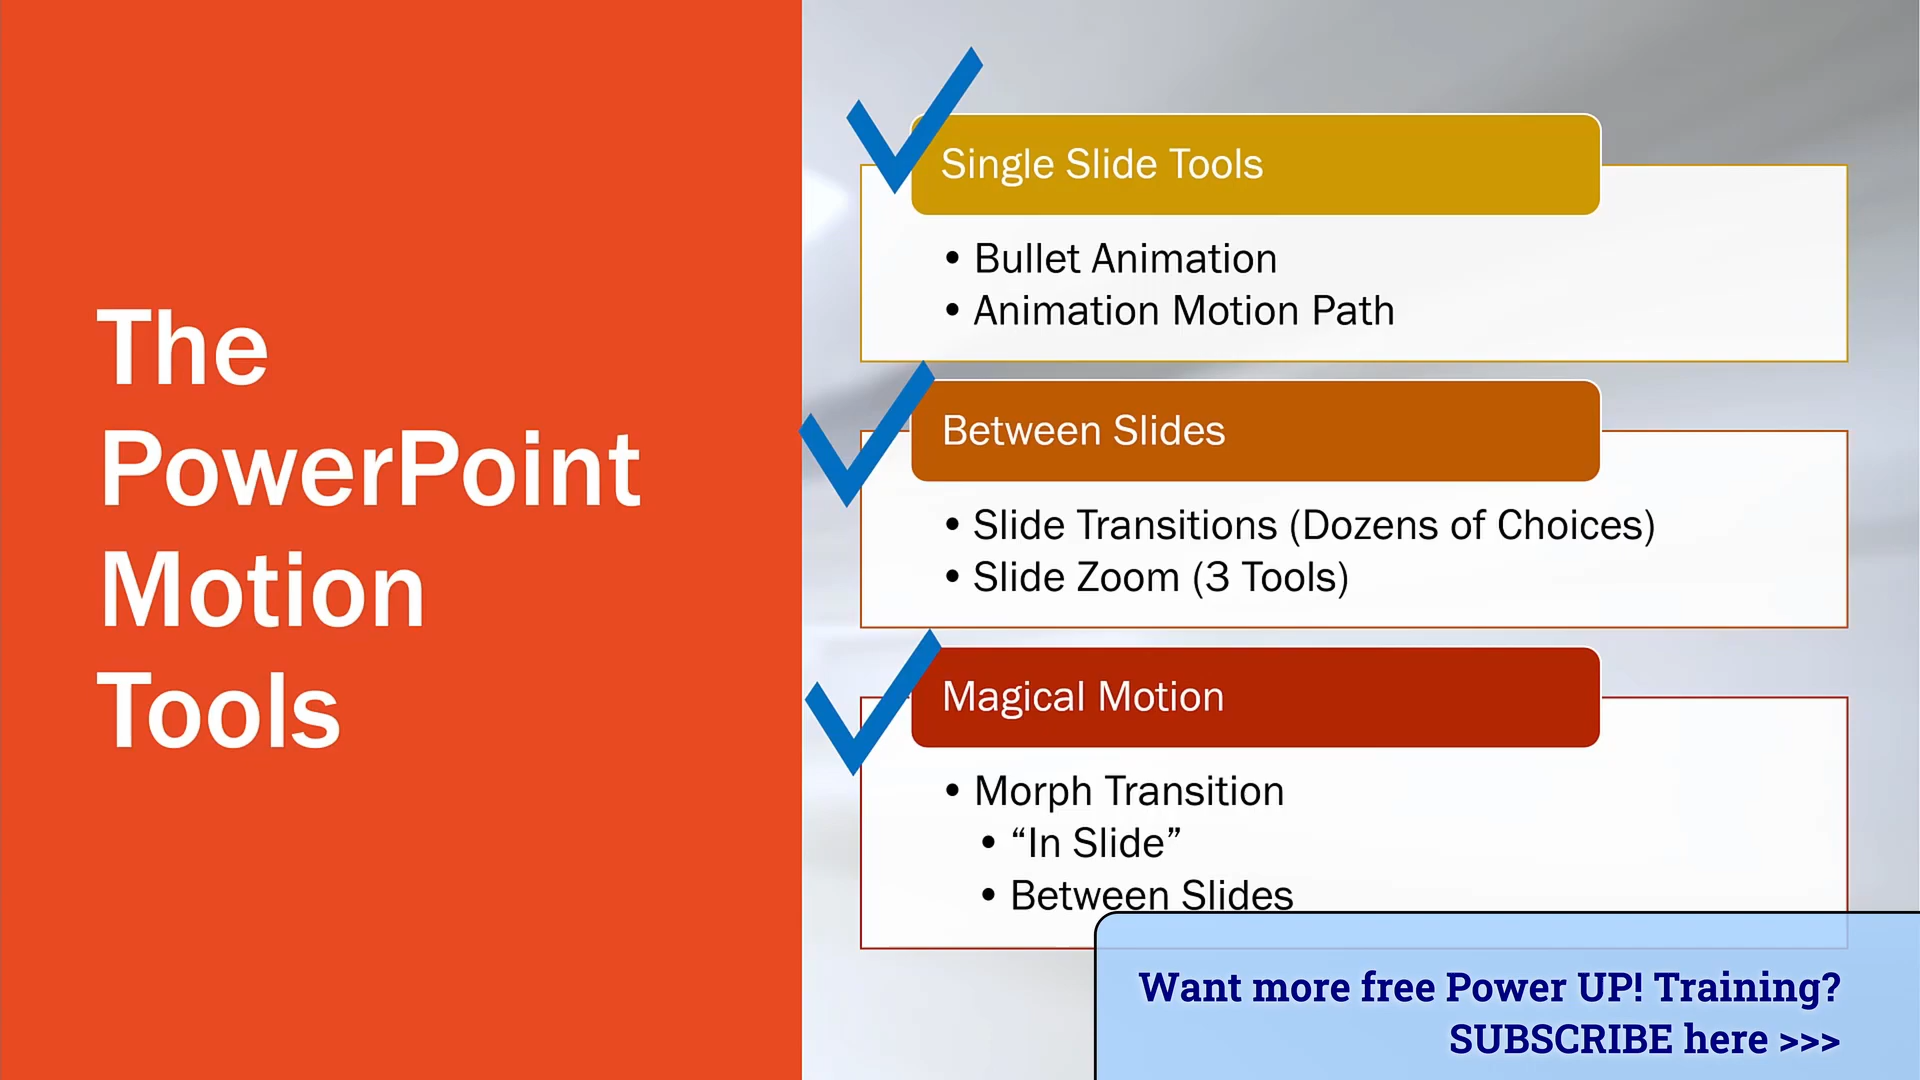 The
PowerPoint
Motion
Tools
Single Slide Tools
• Bullet Animation
• Animation Motion Path
Between Slides
• Slide Transitions (Dozens of Choices)
• Slide Zoom (3 Tools)
Magical Motion
• Morph Transition
• “In Slide”
• Between Slides
Want more free Power UP! Training?
SUBSCRIBE here >>>